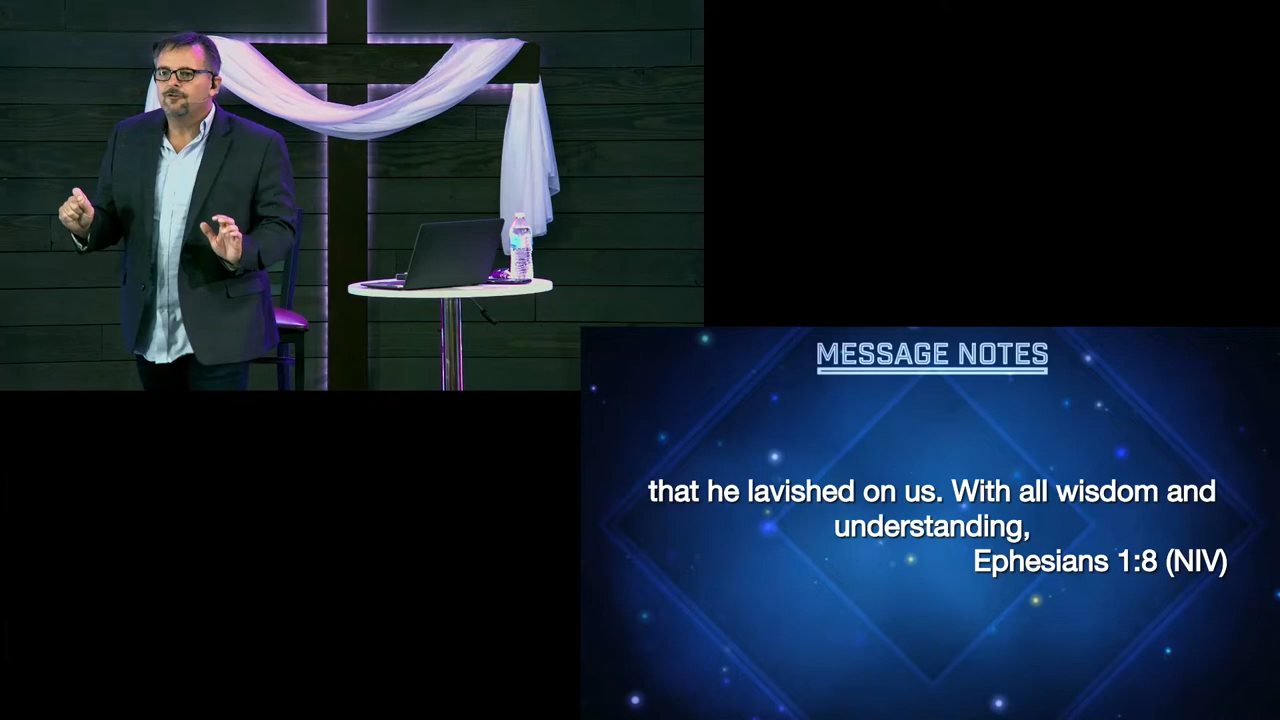 MESSAGE NOTES
that he lavished on us. With all wisdom and
understanding,
Ephesians 1:8 (NIV)